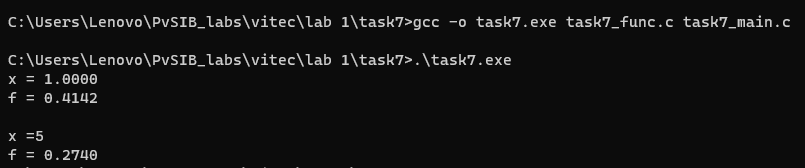 C:\Users\Lenovo\PvSIB_labs\vitec\lab 1\task7>gcc -o task7.exe task7_func.c task7_main.c
C:\Users\Lenovo\PvSIB_labs\vitec\lab 1\task7>.\task7.exe
x = 1.0000
f = 0.4142
x =5
f = 0.2740